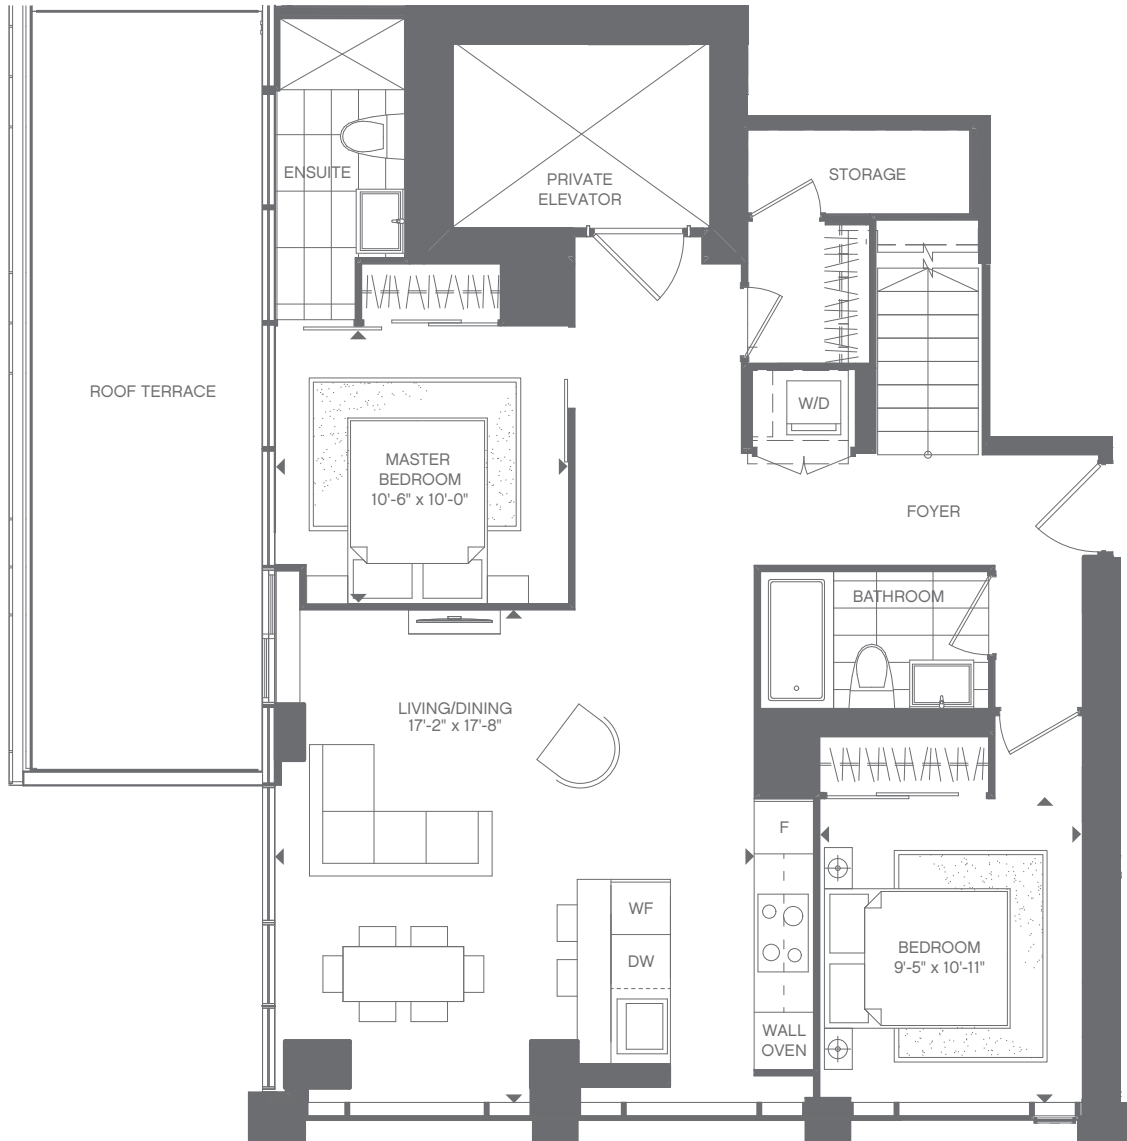 ENSUITE
PRIVATE
ELEVATOR
STORAGE
ROOF TERRACE
W/D
MASTER
BEDROOM
10'-6" x 10'-0"
FOYER
BATHROOM
LIVING/DINING
17'-2" x 17'-8"
F
WF
DW
BEDROOM
9'-5" x 10'-11"
WALL
OVEN